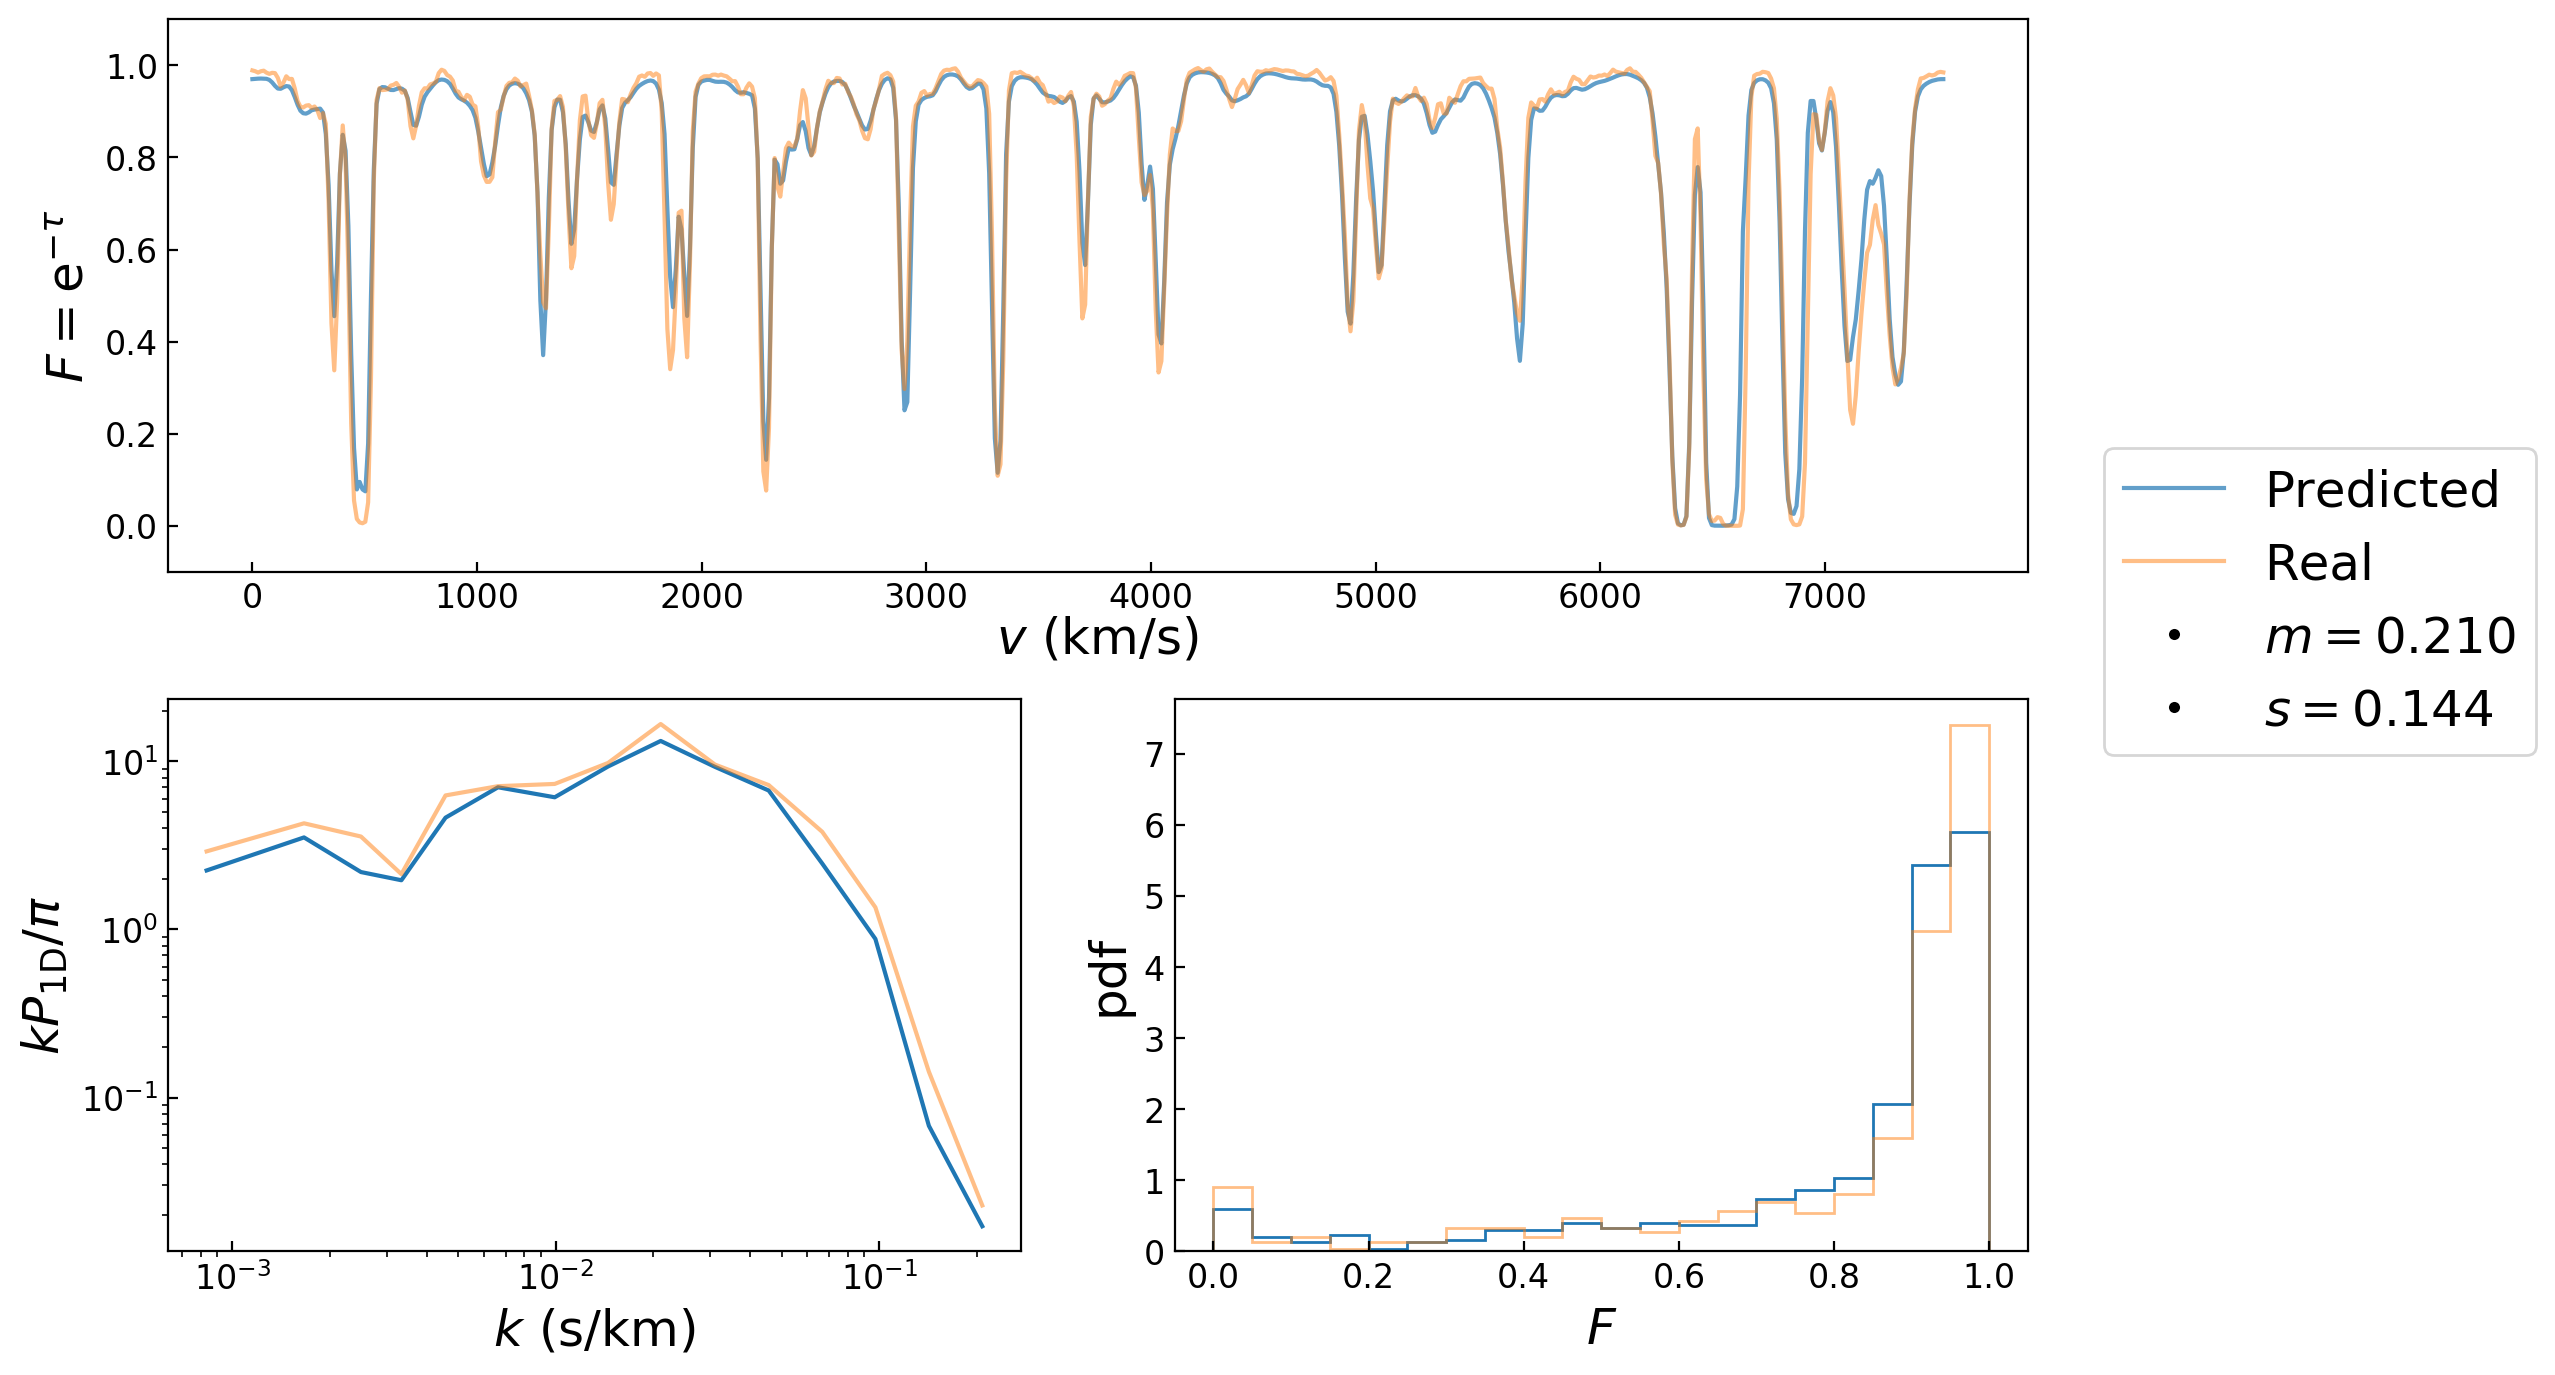 1.0
0.8
0.6
0.4
0.2
0.0
F = e^{−τ}
0 1000 2000 3000 4000 5000 6000 7000
v (km/s)
Predicted
Real
m = 0.210
s = 0.144
10^1
10^0
10^{−1}
kP_{1D}/π
10^{−3} 10^{−2} 10^{−1}
k (s/km)
7
6
5
4
3
2
1
0
pdf
0.0 0.2 0.4 0.6 0.8 1.0
F